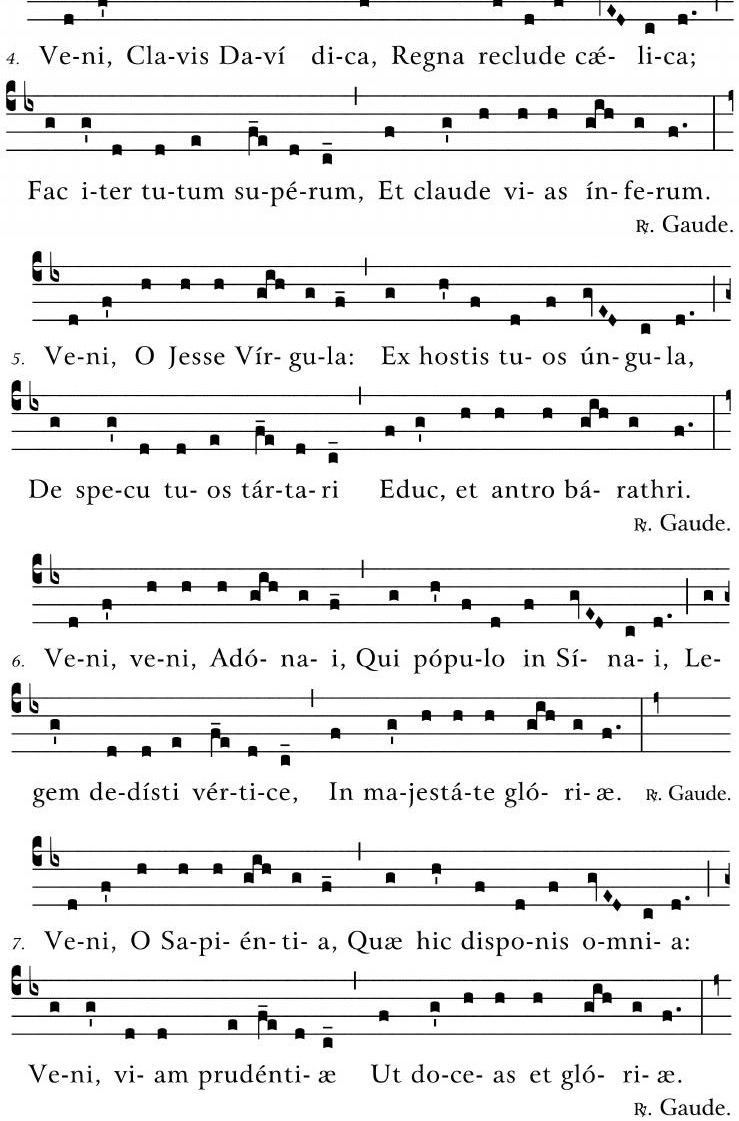 4. Ve-ni, Cla-vis Da-ví di-ca, Regna reclude cǽ- li-ca;
Fac i-ter tu-tum su-pé-rum, Et claude vi- as ín-fe-rum.
℟. Gaude.
5. Ve-ni, O Jes-se Vír- gu-la: Ex hos-tis tu- os ún-gu-la,
De spe-cu tu- os tár-ta-ri Educ, et antro bá- rathri.
℟. Gaude.
6. Ve-ni, ve-ni, Adó- na- i, Qui pópu-lo in Sí- na- i, Le-
gem de-dísti vér-ti-ce, In ma-jestá-te gló- ri- æ. ℟. Gaude.
7. Ve-ni, O Sa-pi- én-ti- a, Quæ hic dispo-nis o-mni- a:
Ve-ni, vi- am prudénti- æ Ut do-ce- as et gló- ri- æ.
℟. Gaude.